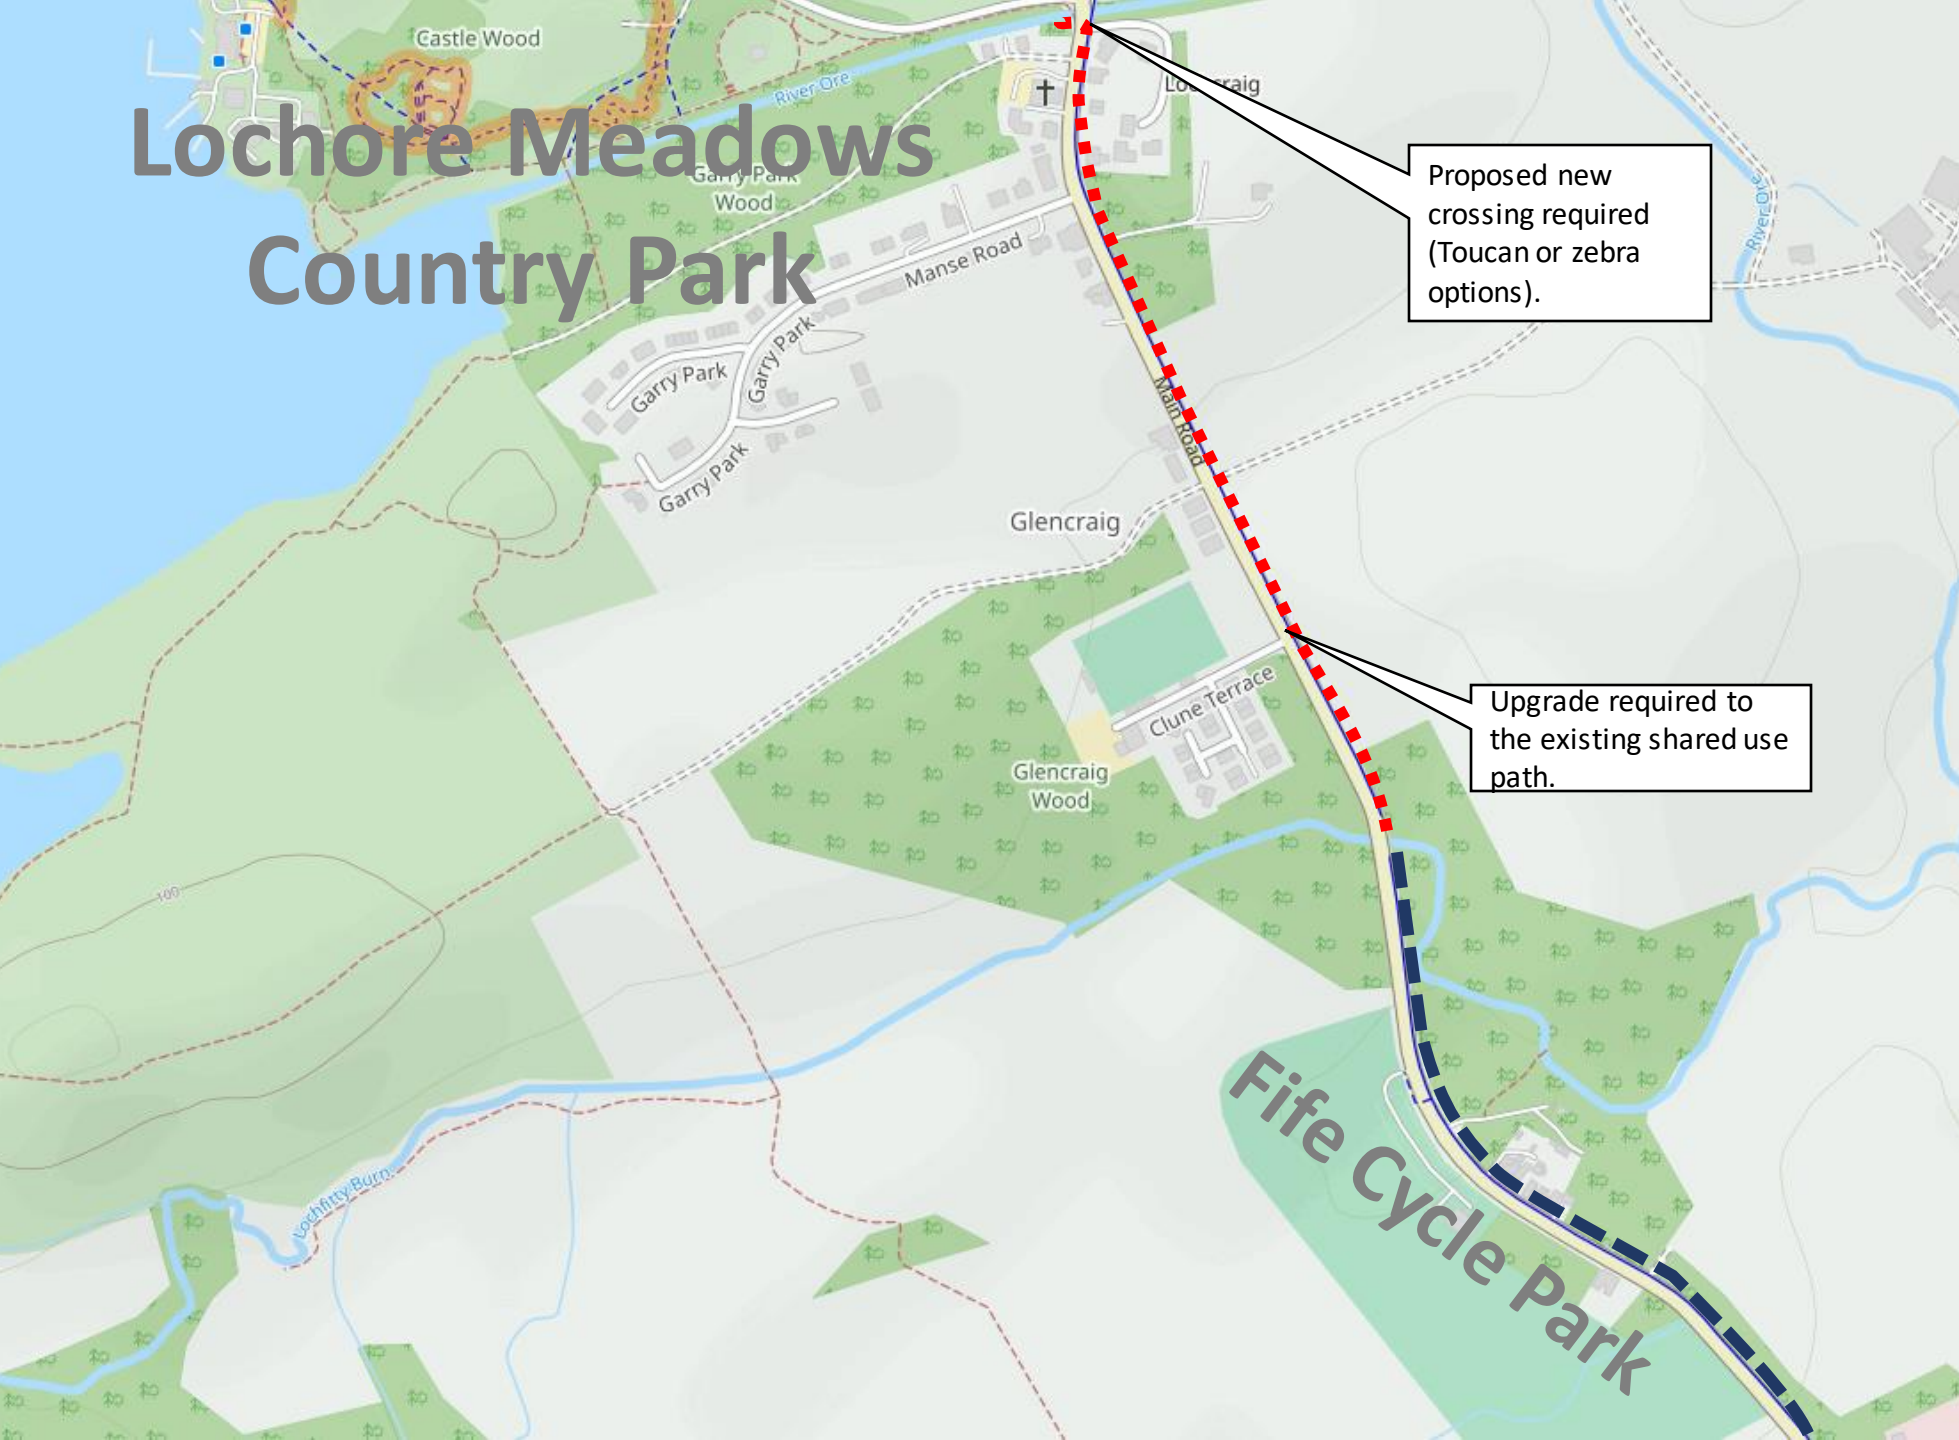 Castle Wood
River Ore
Lochore Meadows
Country Park
Garry Park
Wood
Manse Road
Garry Park
Garry Park
Garry Park
Proposed new
crossing required
(Toucan or zebra
options).
River Ore
Main Road
Glencraig
Upgrade required to
the existing shared use
path.
Clune Terrace
Glencraig
Wood
100
Lochfitty Burn
Fife Cycle Park